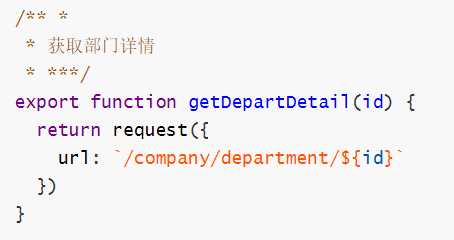 /** *
 * 获取部门详情
 * ***/
export function getDepartDetail(id) {
  return request({
    url: `/company/department/${id}`
  })
}